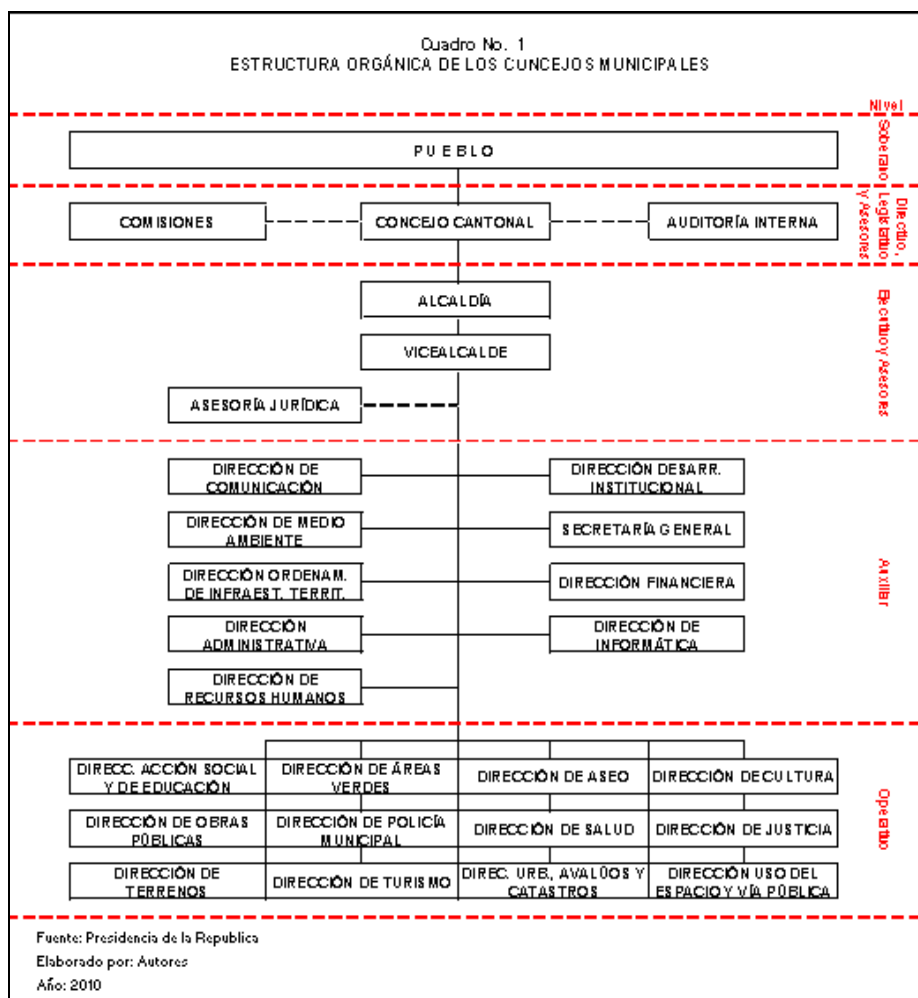 Cuadro No. 1
ESTRUCTURA ORGÁNICA DE LOS CONCEJOS MUNICIPALES
Nivel
PUEBLO
Soberano
COMISIONES
CONCEJO CANTONAL
AUDITORÍA INTERNA
Directivo,
Legislativo
y Asesores
ALCALDÍA
VICEALCALDE
ASESORÍA JURÍDICA
Ejecutivo y Asesores
DIRECCIÓN DE
COMUNICACIÓN
DIRECCIÓN DESARR.
INSTITUCIONAL
DIRECCIÓN DE MEDIO
AMBIENTE
SECRETARÍA GENERAL
DIRECCIÓN ORDENAM.
DE INFRAEST. TERRIT.
DIRECCIÓN FINANCIERA
DIRECCIÓN
ADMINISTRATIVA
DIRECCIÓN DE
INFORMÁTICA
DIRECCIÓN DE
RECURSOS HUMANOS
Auxiliar
DIRECC. ACCIÓN SOCIAL
Y DE EDUCACIÓN
DIRECCIÓN DE ÁREAS
VERDES
DIRECCIÓN DE ASEO
DIRECCIÓN DE CULTURA
DIRECCIÓN DE OBRAS
PÚBLICAS
DIRECCIÓN DE POLICÍA
MUNICIPAL
DIRECCIÓN DE SALUD
DIRECCIÓN DE JUSTICIA
DIRECCIÓN DE
TERRENOS
DIRECCIÓN DE TURISMO
DIREC. URB., AVALÚOS Y
CATASTROS
DIRECCIÓN USO DEL
ESPACIO Y VÍA PÚBLICA
Operativo
Fuente: Presidencia de la Republica
Elaborado por: Autores
Año: 2010